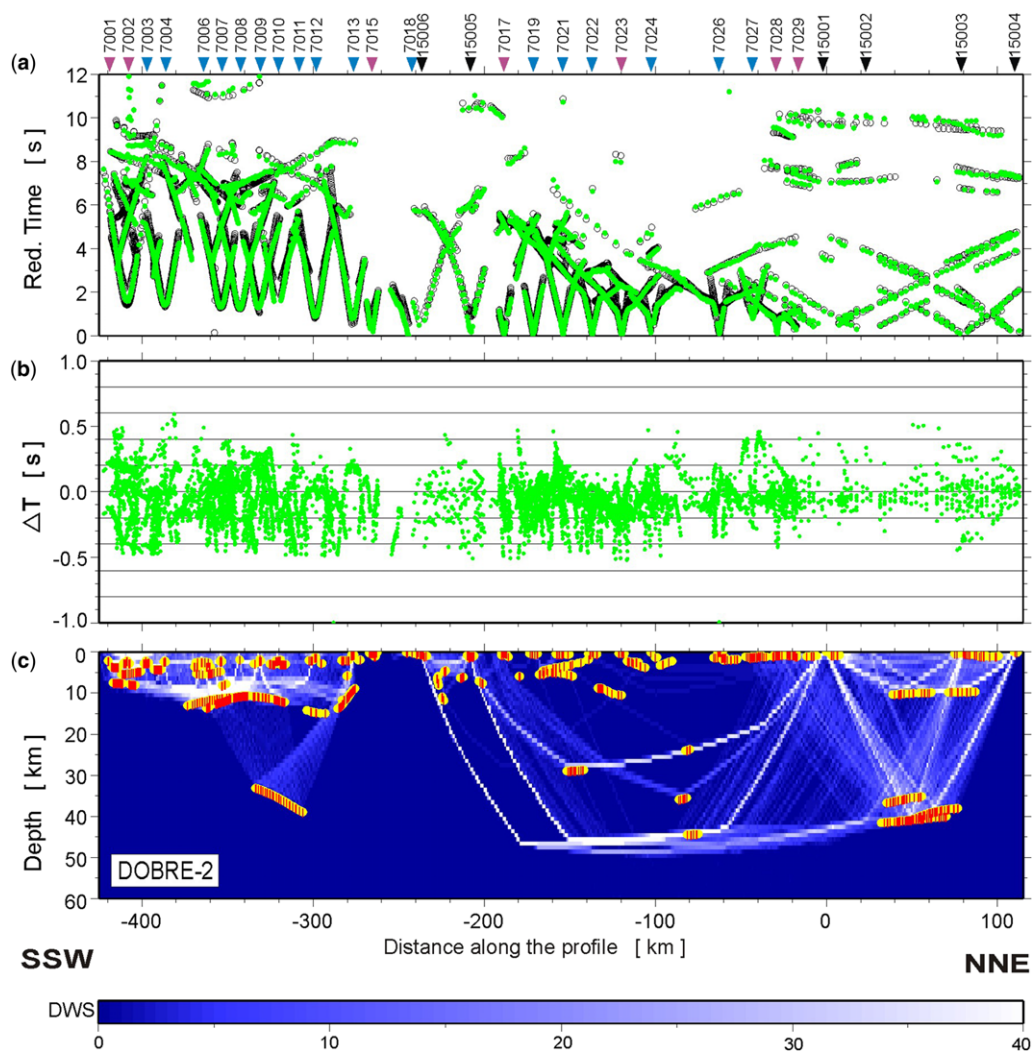 7001 7002 7003 7004 7006 7007 7008 7009 7010 7011 7012 7013 7015 7018 15006 15005 7017 7019 7021 7022 7023 7024 7026 7027 7028 7029 15001 15002 15003 15004
(a)
12
10
8
6
4
2
0
Red. Time [ s ]
(b)
1.0
0.5
0.0
-0.5
-1.0
△T [ s ]
(c)
0
10
20
30
40
50
60
Depth [ km ]
DOBRE-2
-400 -300 -200 -100 0 100
Distance along the profile [ km ]
SSW NNE
DWS
0 10 20 30 40